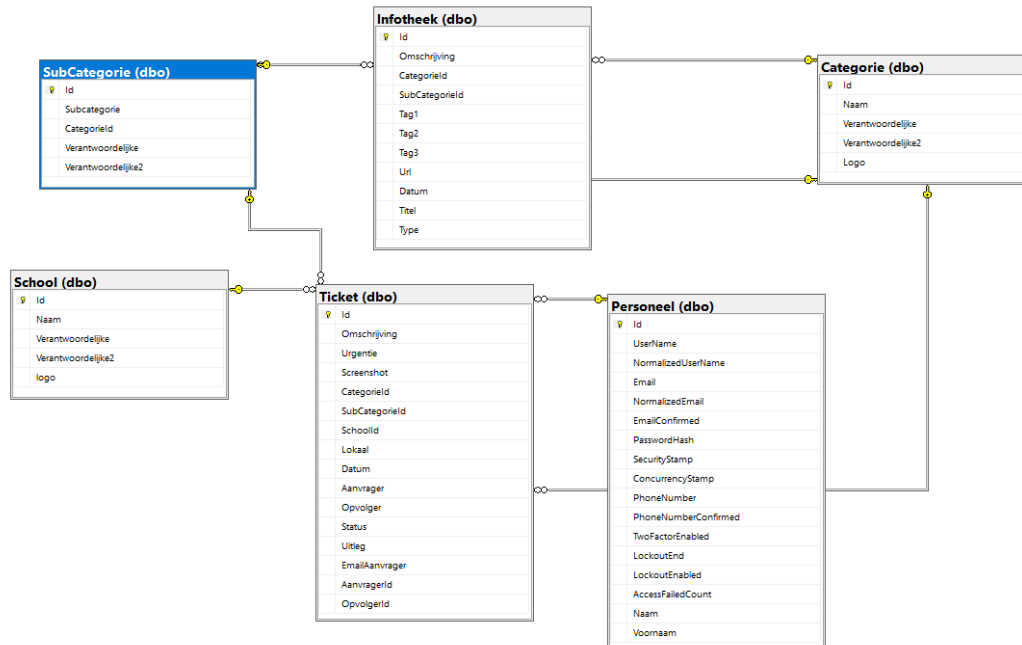 Infotheek (dbo)
Id
Omschrijving
CategorieId
SubCategorieId
Tag1
Tag2
Tag3
Url
Datum
Titel
Type
SubCategorie (dbo)
Id
Subcategorie
CategorieId
Verantwoordelijke
Verantwoordelijke2
Categorie (dbo)
Id
Naam
Verantwoordelijke
Verantwoordelijke2
Logo
School (dbo)
Id
Naam
Verantwoordelijke
Verantwoordelijke2
logo
Ticket (dbo)
Id
Omschrijving
Urgentie
Screenshot
CategorieId
SubCategorieId
SchoolId
Lokaal
Datum
Aanvrager
Opvolger
Status
Uitleg
EmailAanvrager
AanvragerId
OpvolgerId
Personeel (dbo)
Id
UserName
NormalizedUserName
Email
NormalizedEmail
EmailConfirmed
PasswordHash
SecurityStamp
ConcurrencyStamp
PhoneNumber
PhoneNumberConfirmed
TwoFactorEnabled
LockoutEnd
LockoutEnabled
AccessFailedCount
Naam
Voornaam